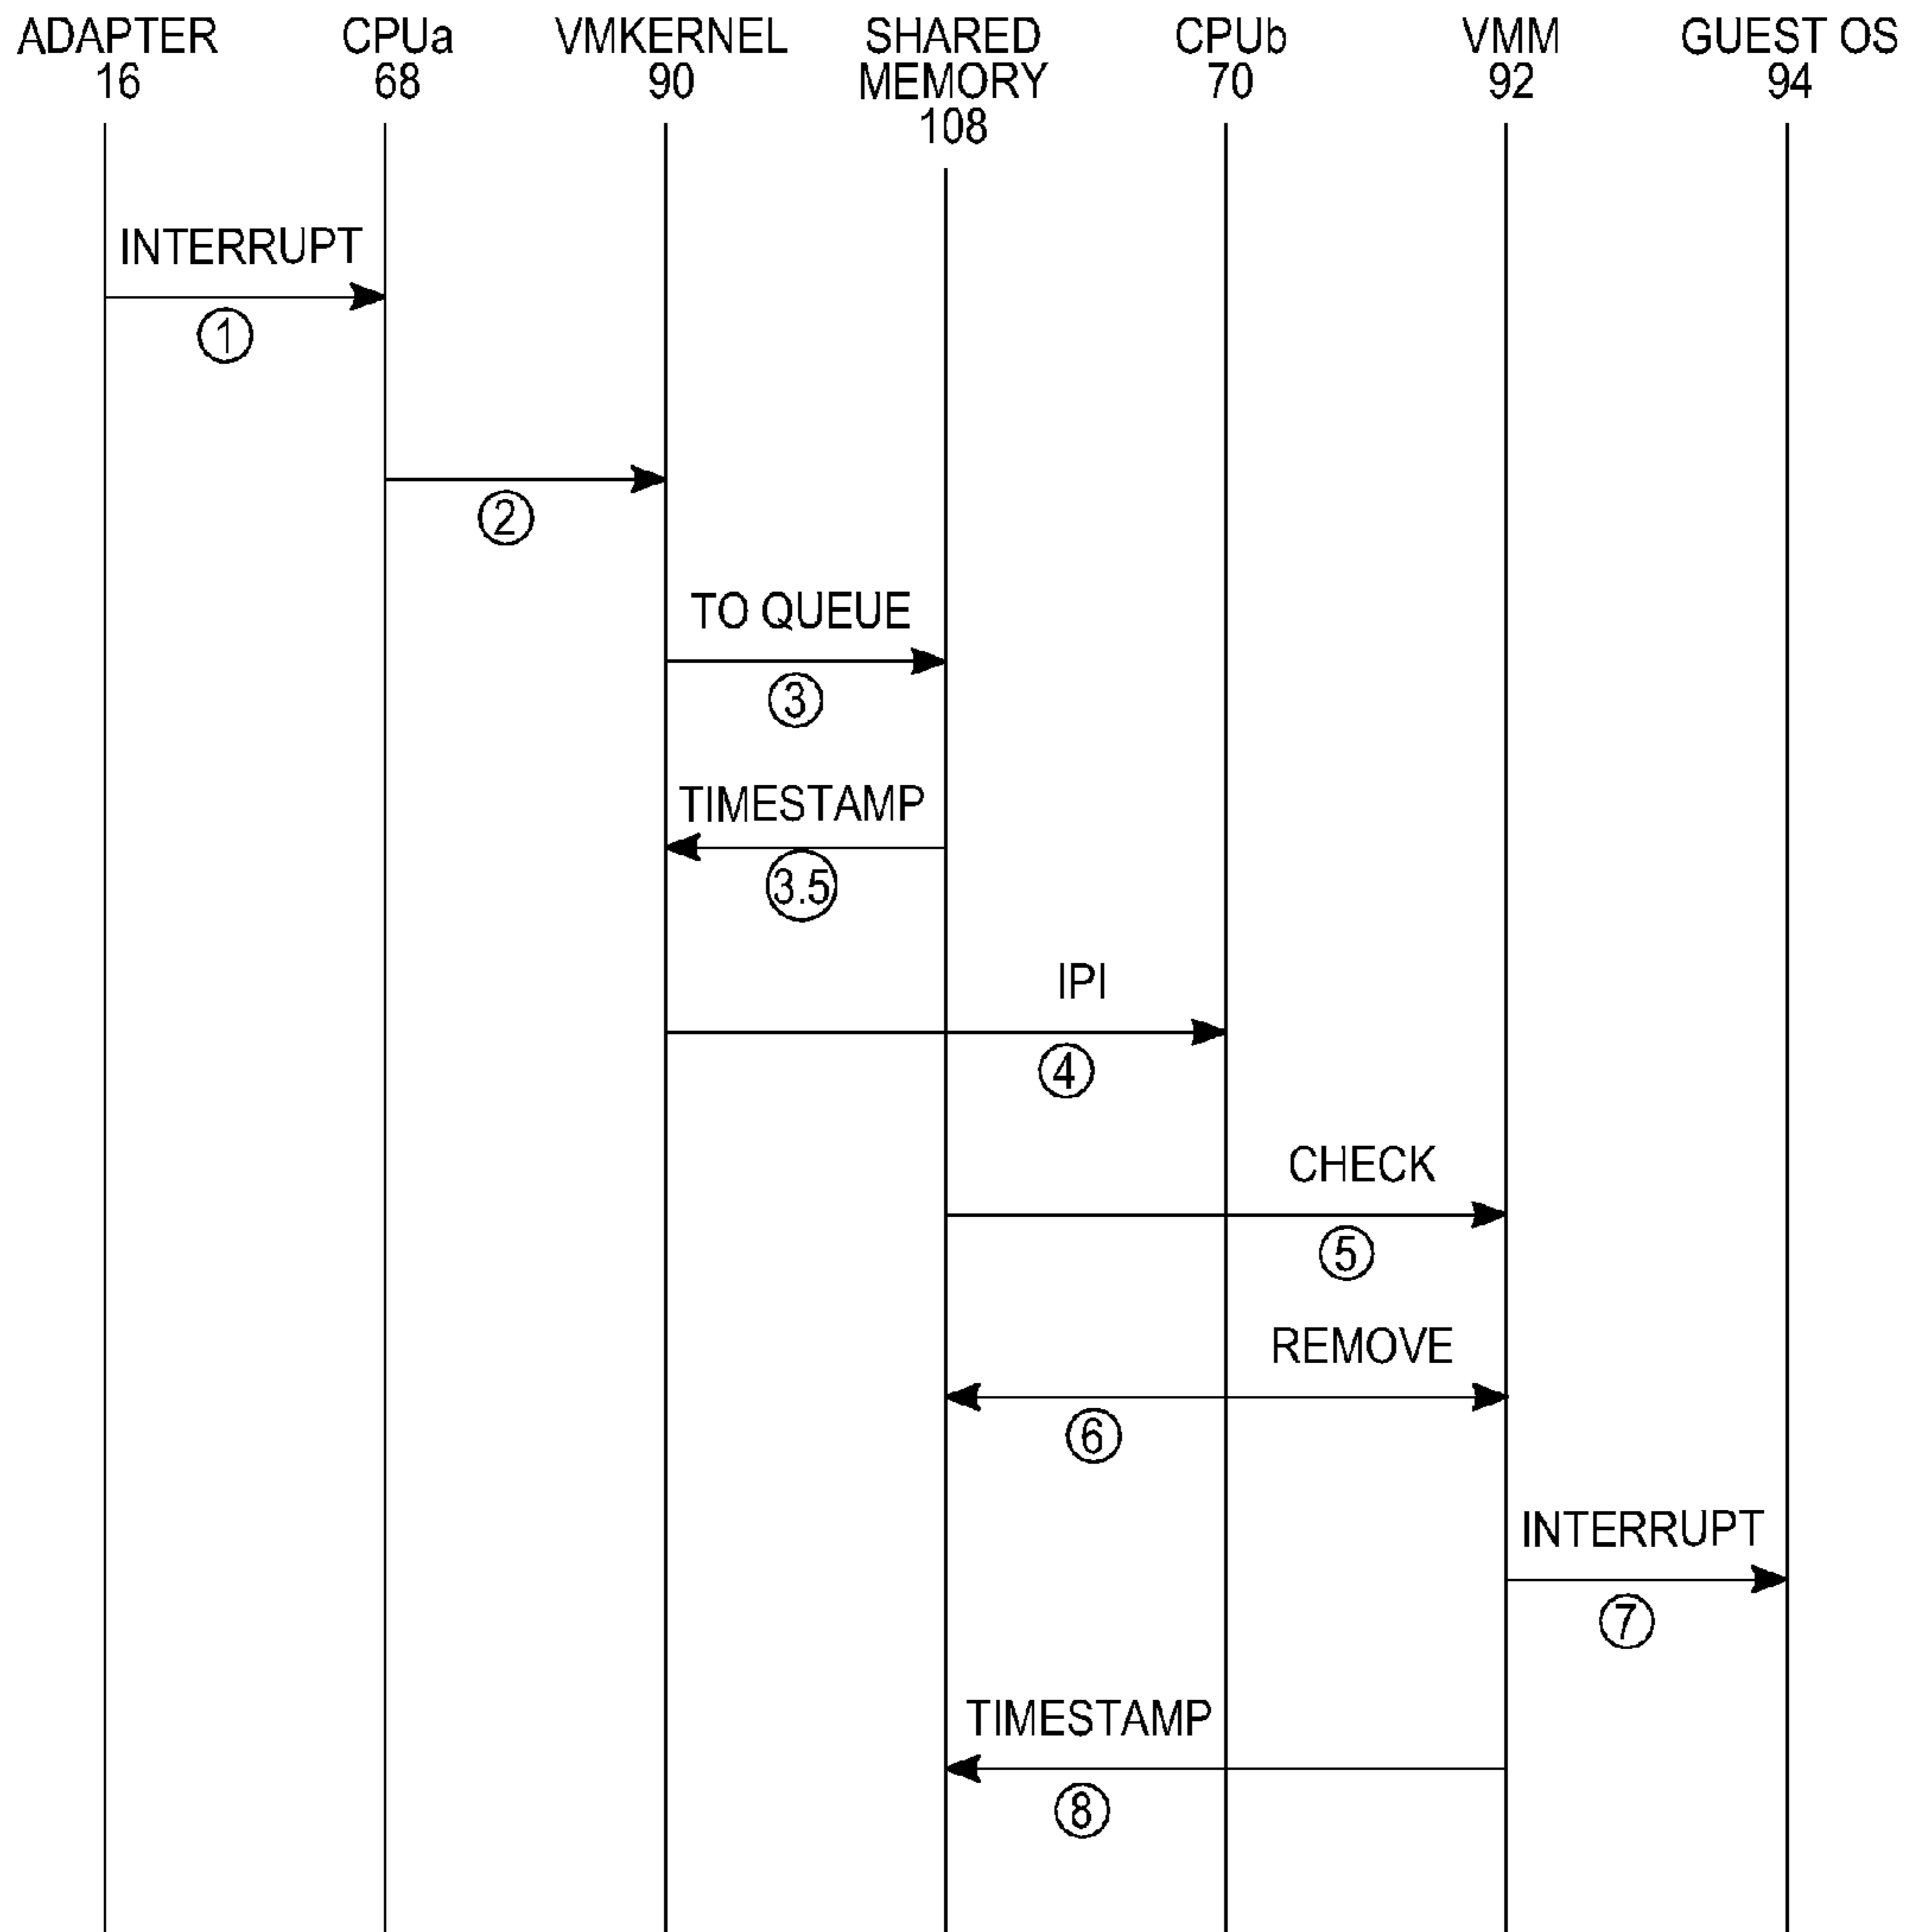 ADAPTER
16
CPUa
68
VMKERNEL
90
SHARED
MEMORY
108
CPUb
70
VMM
92
GUEST OS
94
INTERRUPT
1
2
TO QUEUE
3
TIMESTAMP
3.5
IPI
4
CHECK
5
REMOVE
6
INTERRUPT
7
TIMESTAMP
8